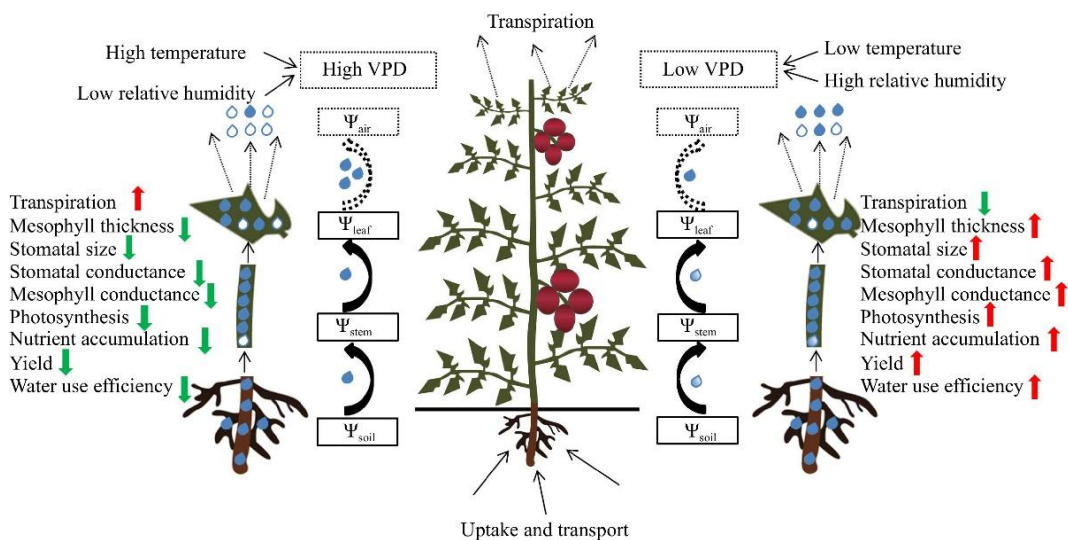 Transpiration
High temperature
Low relative humidity
High VPD
Ψair
Ψleaf
Ψstem
Ψsoil
Transpiration
Mesophyll thickness
Stomatal size
Stomatal conductance
Mesophyll conductance
Photosynthesis
Nutrient accumulation
Yield
Water use efficiency
Low VPD
Low temperature
High relative humidity
Ψair
Ψleaf
Ψstem
Ψsoil
Transpiration
Mesophyll thickness
Stomatal size
Stomatal conductance
Mesophyll conductance
Photosynthesis
Nutrient accumulation
Yield
Water use efficiency
Uptake and transport